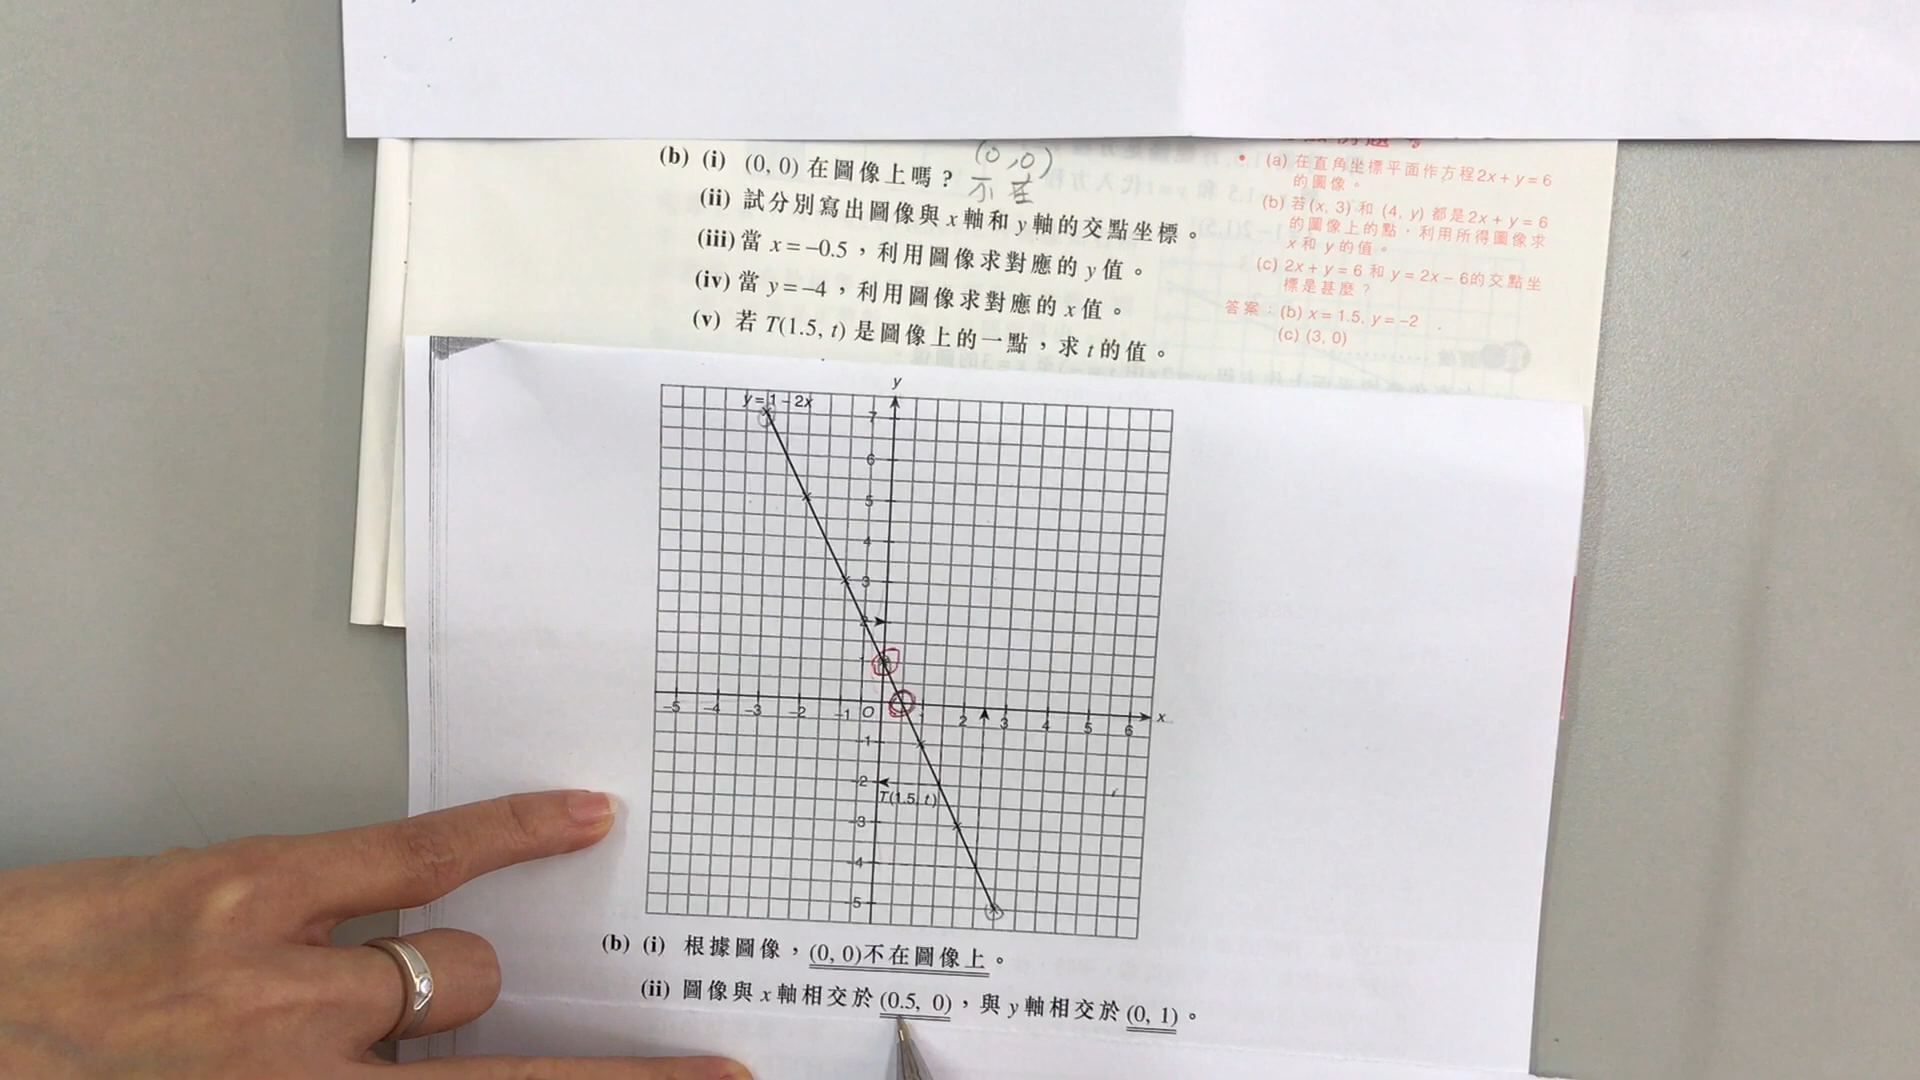 (b) (i) (0, 0) 在圖像上嗎？
(0,0)
不在
(ii) 試分別寫出圖像與 x 軸和 y 軸的交點坐標。
(iii) 當 x = −0.5，利用圖像求對應的 y 值。
(iv) 當 y = −4，利用圖像求對應的 x 值。
(v) 若 T(1.5, t) 是圖像上的一點，求 t 的值。
• (a) 在直角坐標平面作方程 2x + y = 6
的圖像。
(b) 若 (x, 3) 和 (4, y) 都是 2x + y = 6
的圖像上的點，利用所得圖像求
x 和 y 的值。
(c) 2x + y = 6 和 y = 2x − 6的交點坐
標是甚麼？
答案：(b) x = 1.5, y = −2
(c) (3, 0)
y
y = 1 − 2x
7
6
5
4
3
2
1
−5 −4 −3 −2 −1 O 1 2 3 4 5 6 x
−1
−2
T(1.5, t)
−3
−4
−5
(b) (i) 根據圖像，(0, 0)不在圖像上。
(ii) 圖像與 x 軸相交於 (0.5, 0)，與 y 軸相交於 (0, 1)。